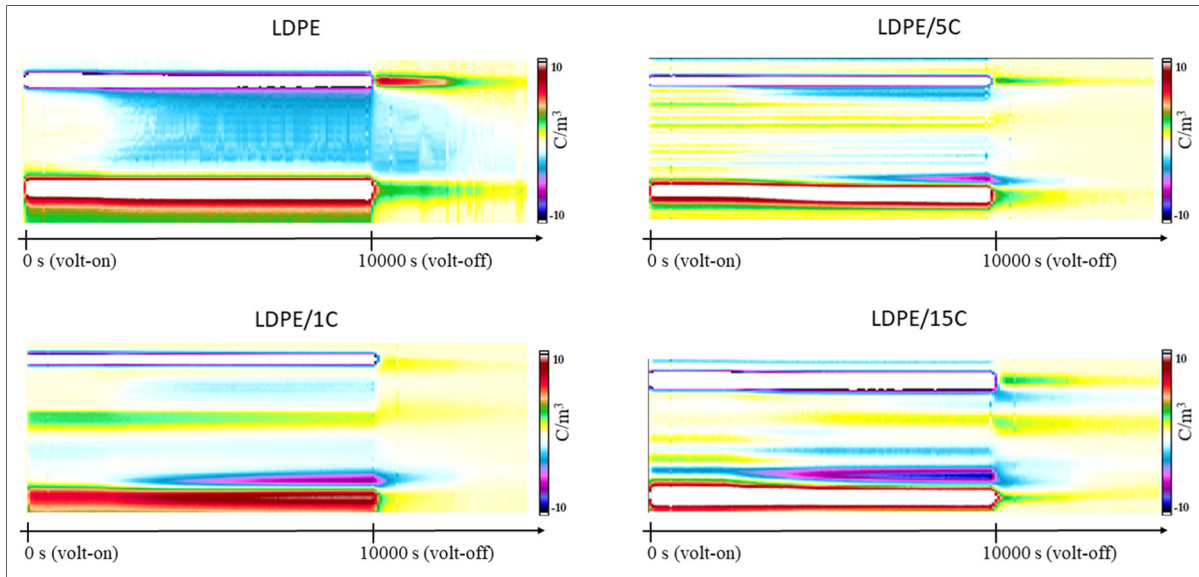 LDPE
10
C/m³
-10
0 s (volt-on)
10000 s (volt-off)
LDPE/5C
10
C/m³
-10
0 s (volt-on)
10000 s (volt-off)
LDPE/1C
10
C/m³
-10
0 s (volt-on)
10000 s (volt-off)
LDPE/15C
10
C/m³
-10
0 s (volt-on)
10000 s (volt-off)